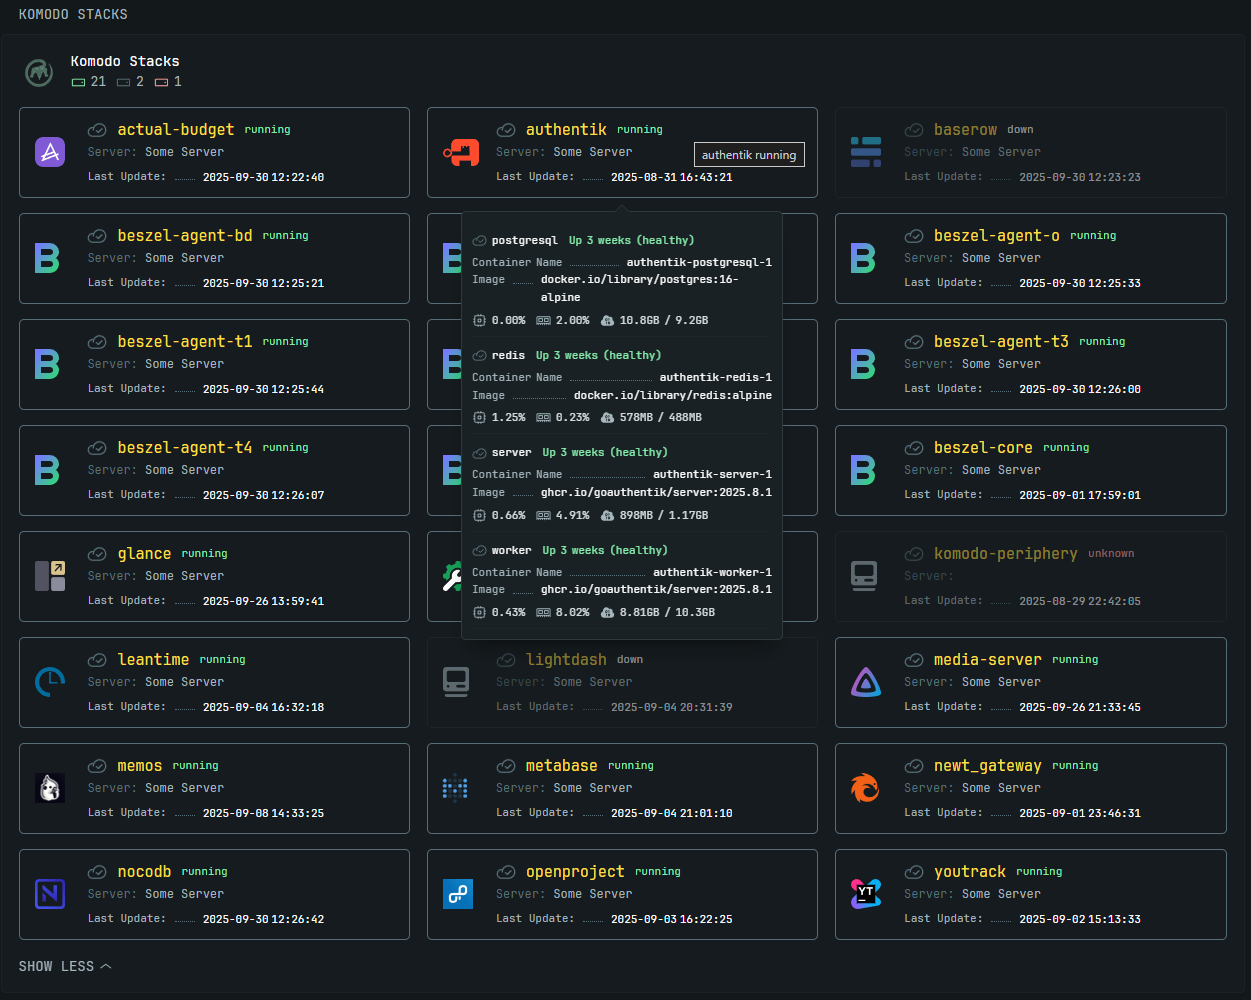 KOMODO STACKS
Komodo Stacks
21 2 1
actual-budget running
Server: Some Server
Last Update: 2025-09-30 12:22:40
authentik running
Server: Some Server
Last Update: 2025-08-31 16:43:21
authentik running
baserow down
Server: Some Server
Last Update: 2025-09-30 12:23:23
beszel-agent-bd running
Server: Some Server
Last Update: 2025-09-30 12:25:21
postgresql Up 3 weeks (healthy)
Container Name authentik-postgresql-1
Image docker.io/library/postgres:16-
alpine
0.00% 2.00% 10.8GB / 9.2GB
redis Up 3 weeks (healthy)
Container Name authentik-redis-1
Image docker.io/library/redis:alpine
1.25% 0.23% 578MB / 488MB
server Up 3 weeks (healthy)
Container Name authentik-server-1
Image ghcr.io/goauthentik/server:2025.8.1
0.66% 4.91% 898MB / 1.17GB
worker Up 3 weeks (healthy)
Container Name authentik-worker-1
Image ghcr.io/goauthentik/server:2025.8.1
0.43% 8.02% 8.81GB / 10.3GB
beszel-agent-o running
Server: Some Server
Last Update: 2025-09-30 12:25:33
beszel-agent-t1 running
Server: Some Server
Last Update: 2025-09-30 12:25:44
beszel-agent-t3 running
Server: Some Server
Last Update: 2025-09-30 12:26:00
beszel-agent-t4 running
Server: Some Server
Last Update: 2025-09-30 12:26:07
beszel-core running
Server: Some Server
Last Update: 2025-09-01 17:59:01
glance running
Server: Some Server
Last Update: 2025-09-26 13:59:41
komodo-periphery unknown
Server:
Last Update: 2025-08-29 22:42:05
leantime running
Server: Some Server
Last Update: 2025-09-04 16:32:18
lightdash down
Server: Some Server
Last Update: 2025-09-04 20:31:39
media-server running
Server: Some Server
Last Update: 2025-09-26 21:33:45
memos running
Server: Some Server
Last Update: 2025-09-08 14:33:25
metabase running
Server: Some Server
Last Update: 2025-09-04 21:01:10
newt_gateway running
Server: Some Server
Last Update: 2025-09-01 23:46:31
nocodb running
Server: Some Server
Last Update: 2025-09-30 12:26:42
openproject running
Server: Some Server
Last Update: 2025-09-03 16:22:25
YT
youtrack running
Server: Some Server
Last Update: 2025-09-02 15:13:33
SHOW LESS